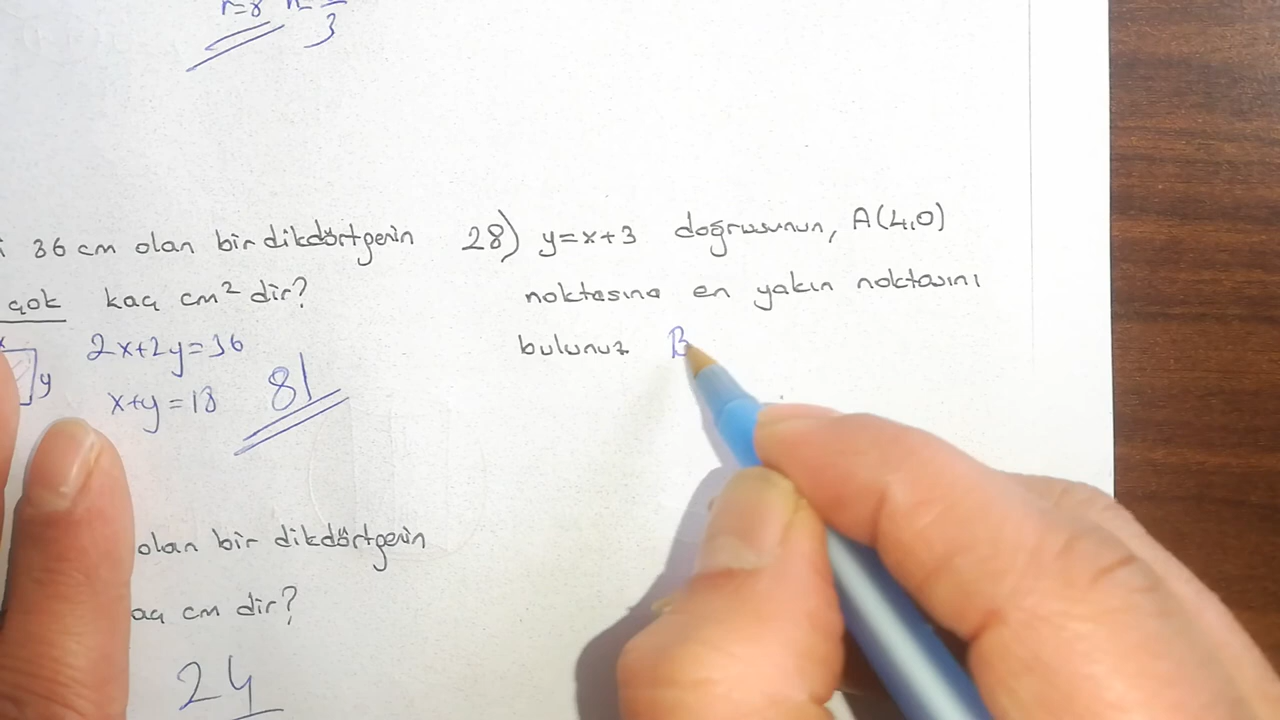 r=8
3
36 cm olan bir dikdörtgenin
çok kaç cm² dir?
2x+2y=36
y
x+y=18
81
olan bir dikdörtgenin
aç cm dir?
24
28) y=x+3 doğrusunun, A(4,0)
noktasına en yakın noktasını
bulunuz B